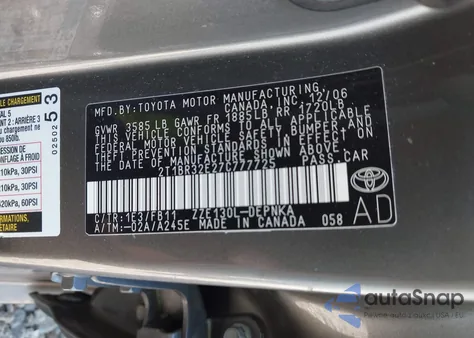 MFD.BY:TOYOTA MOTOR MANUFACTURING,
CANADA, INC. 12/06
GVWR 3585LB GAWR FR 1885LB RR 1720LB
THIS VEHICLE CONFORMS TO ALL APPLICABLE
FEDERAL MOTOR VEHICLE SAFETY, BUMPER, AND
THEFT PREVENTION STANDARDS IN EFFECT ON
THE DATE OF MANUFACTURE SHOWN ABOVE.
2T1BR32E27C777725 PASS.CAR
C/TR:1E3/FB11 ZZE130L-DEPNKA
A/TM:-02A/A245E MADE IN CANADA 058
AD
0250253
30PSI
30PSI
420kPa, 60PSI
autoSnap